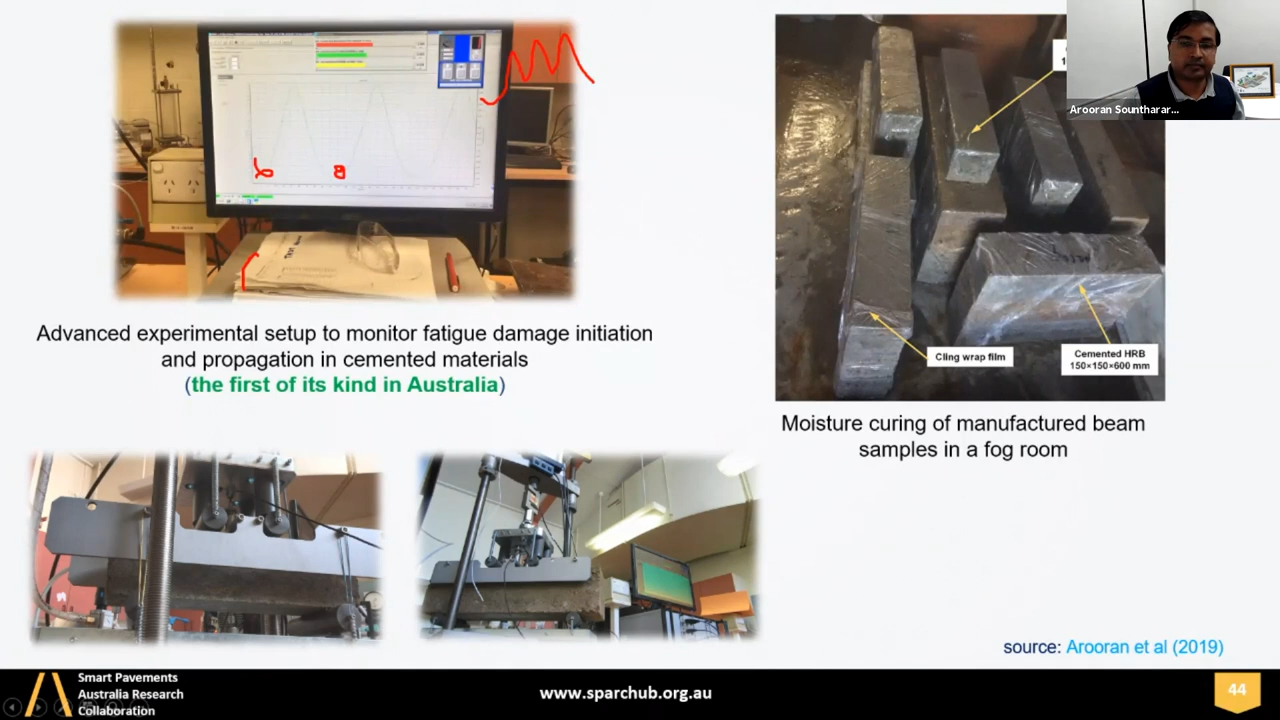 Arooran Sountharar...
Advanced experimental setup to monitor fatigue damage initiation
and propagation in cemented materials
(the first of its kind in Australia)
Cling wrap film
Cemented HRB
150×150×600 mm
Moisture curing of manufactured beam
samples in a fog room
source: Arooran et al (2019)
Smart Pavements
Australia Research
Collaboration
www.sparchub.org.au
44